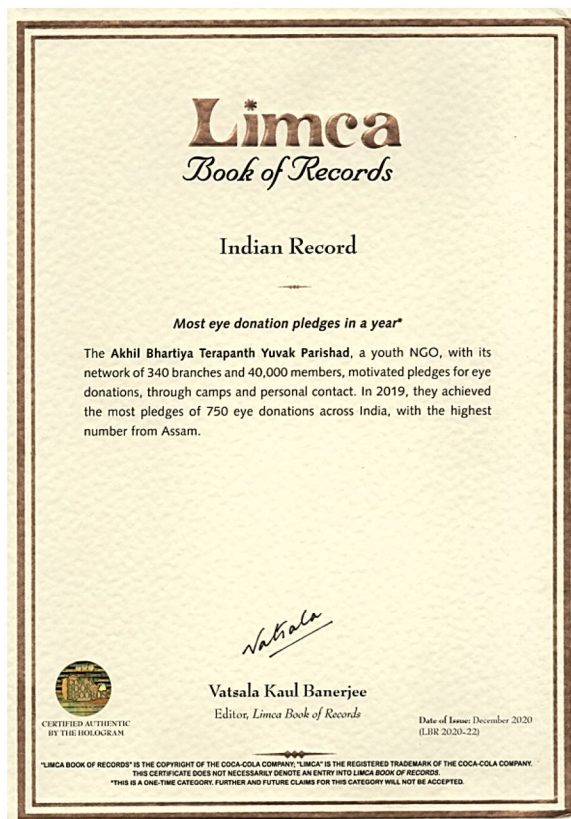 Limca
Book of Records
Indian Record
Most eye donation pledges in a year*
The Akhil Bhartiya Terapanth Yuvak Parishad, a youth NGO, with its
network of 340 branches and 40,000 members, motivated pledges for eye
donations, through camps and personal contact. In 2019, they achieved
the most pledges of 750 eye donations across India, with the highest
number from Assam.
Vatsala
Vatsala Kaul Banerjee
Editor, Limca Book of Records
CERTIFIED AUTHENTIC
BY THE HOLOGRAM
Date of Issue: December 2020
(LBR 2020-22)
"LIMCA BOOK OF RECORDS" IS THE COPYRIGHT OF THE COCA-COLA COMPANY; "LIMCA" IS THE REGISTERED TRADEMARK OF THE COCA-COLA COMPANY.
THIS CERTIFICATE DOES NOT NECESSARILY DENOTE AN ENTRY INTO LIMCA BOOK OF RECORDS.
*THIS IS A ONE-TIME CATEGORY. FURTHER AND FUTURE CLAIMS FOR THIS CATEGORY WILL NOT BE ACCEPTED.